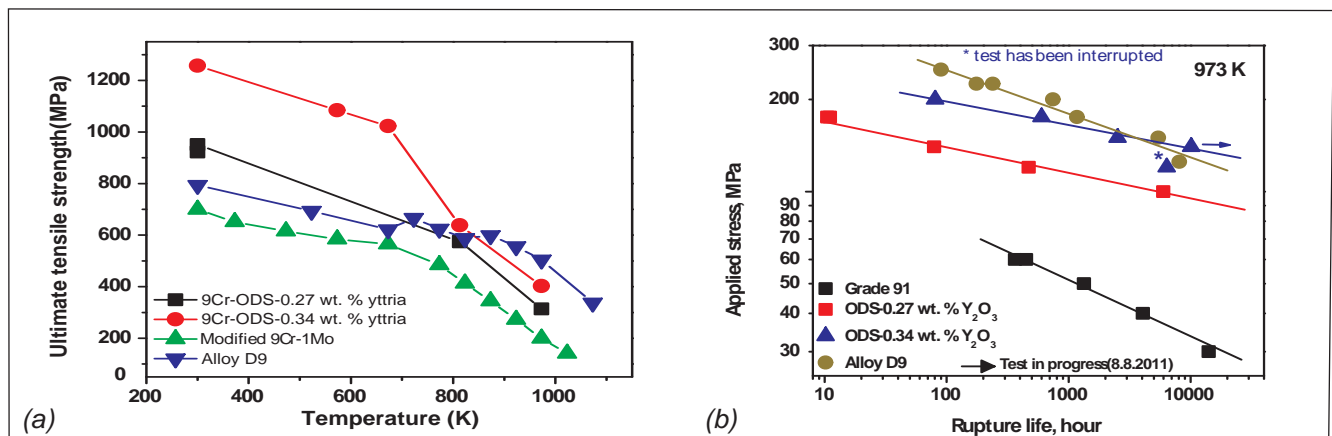 1200
1000
800
600
400
200
0
200
400
600
800
1000
Ultimate tensile strength(MPa)
Temperature (K)
9Cr-ODS-0.27 wt. % yttria
9Cr-ODS-0.34 wt. % yttria
Modified 9Cr-1Mo
Alloy D9
(a)
300
200
90
80
70
60
50
40
30
10
100
1000
10000
Applied stress, MPa
Rupture life, hour
* test has been interrupted
973 K
*
Grade 91
ODS-0.27 wt. % Y₂O₃
ODS-0.34 wt. % Y₂O₃
Alloy D9
Test in progress(8.8.2011)
(b)